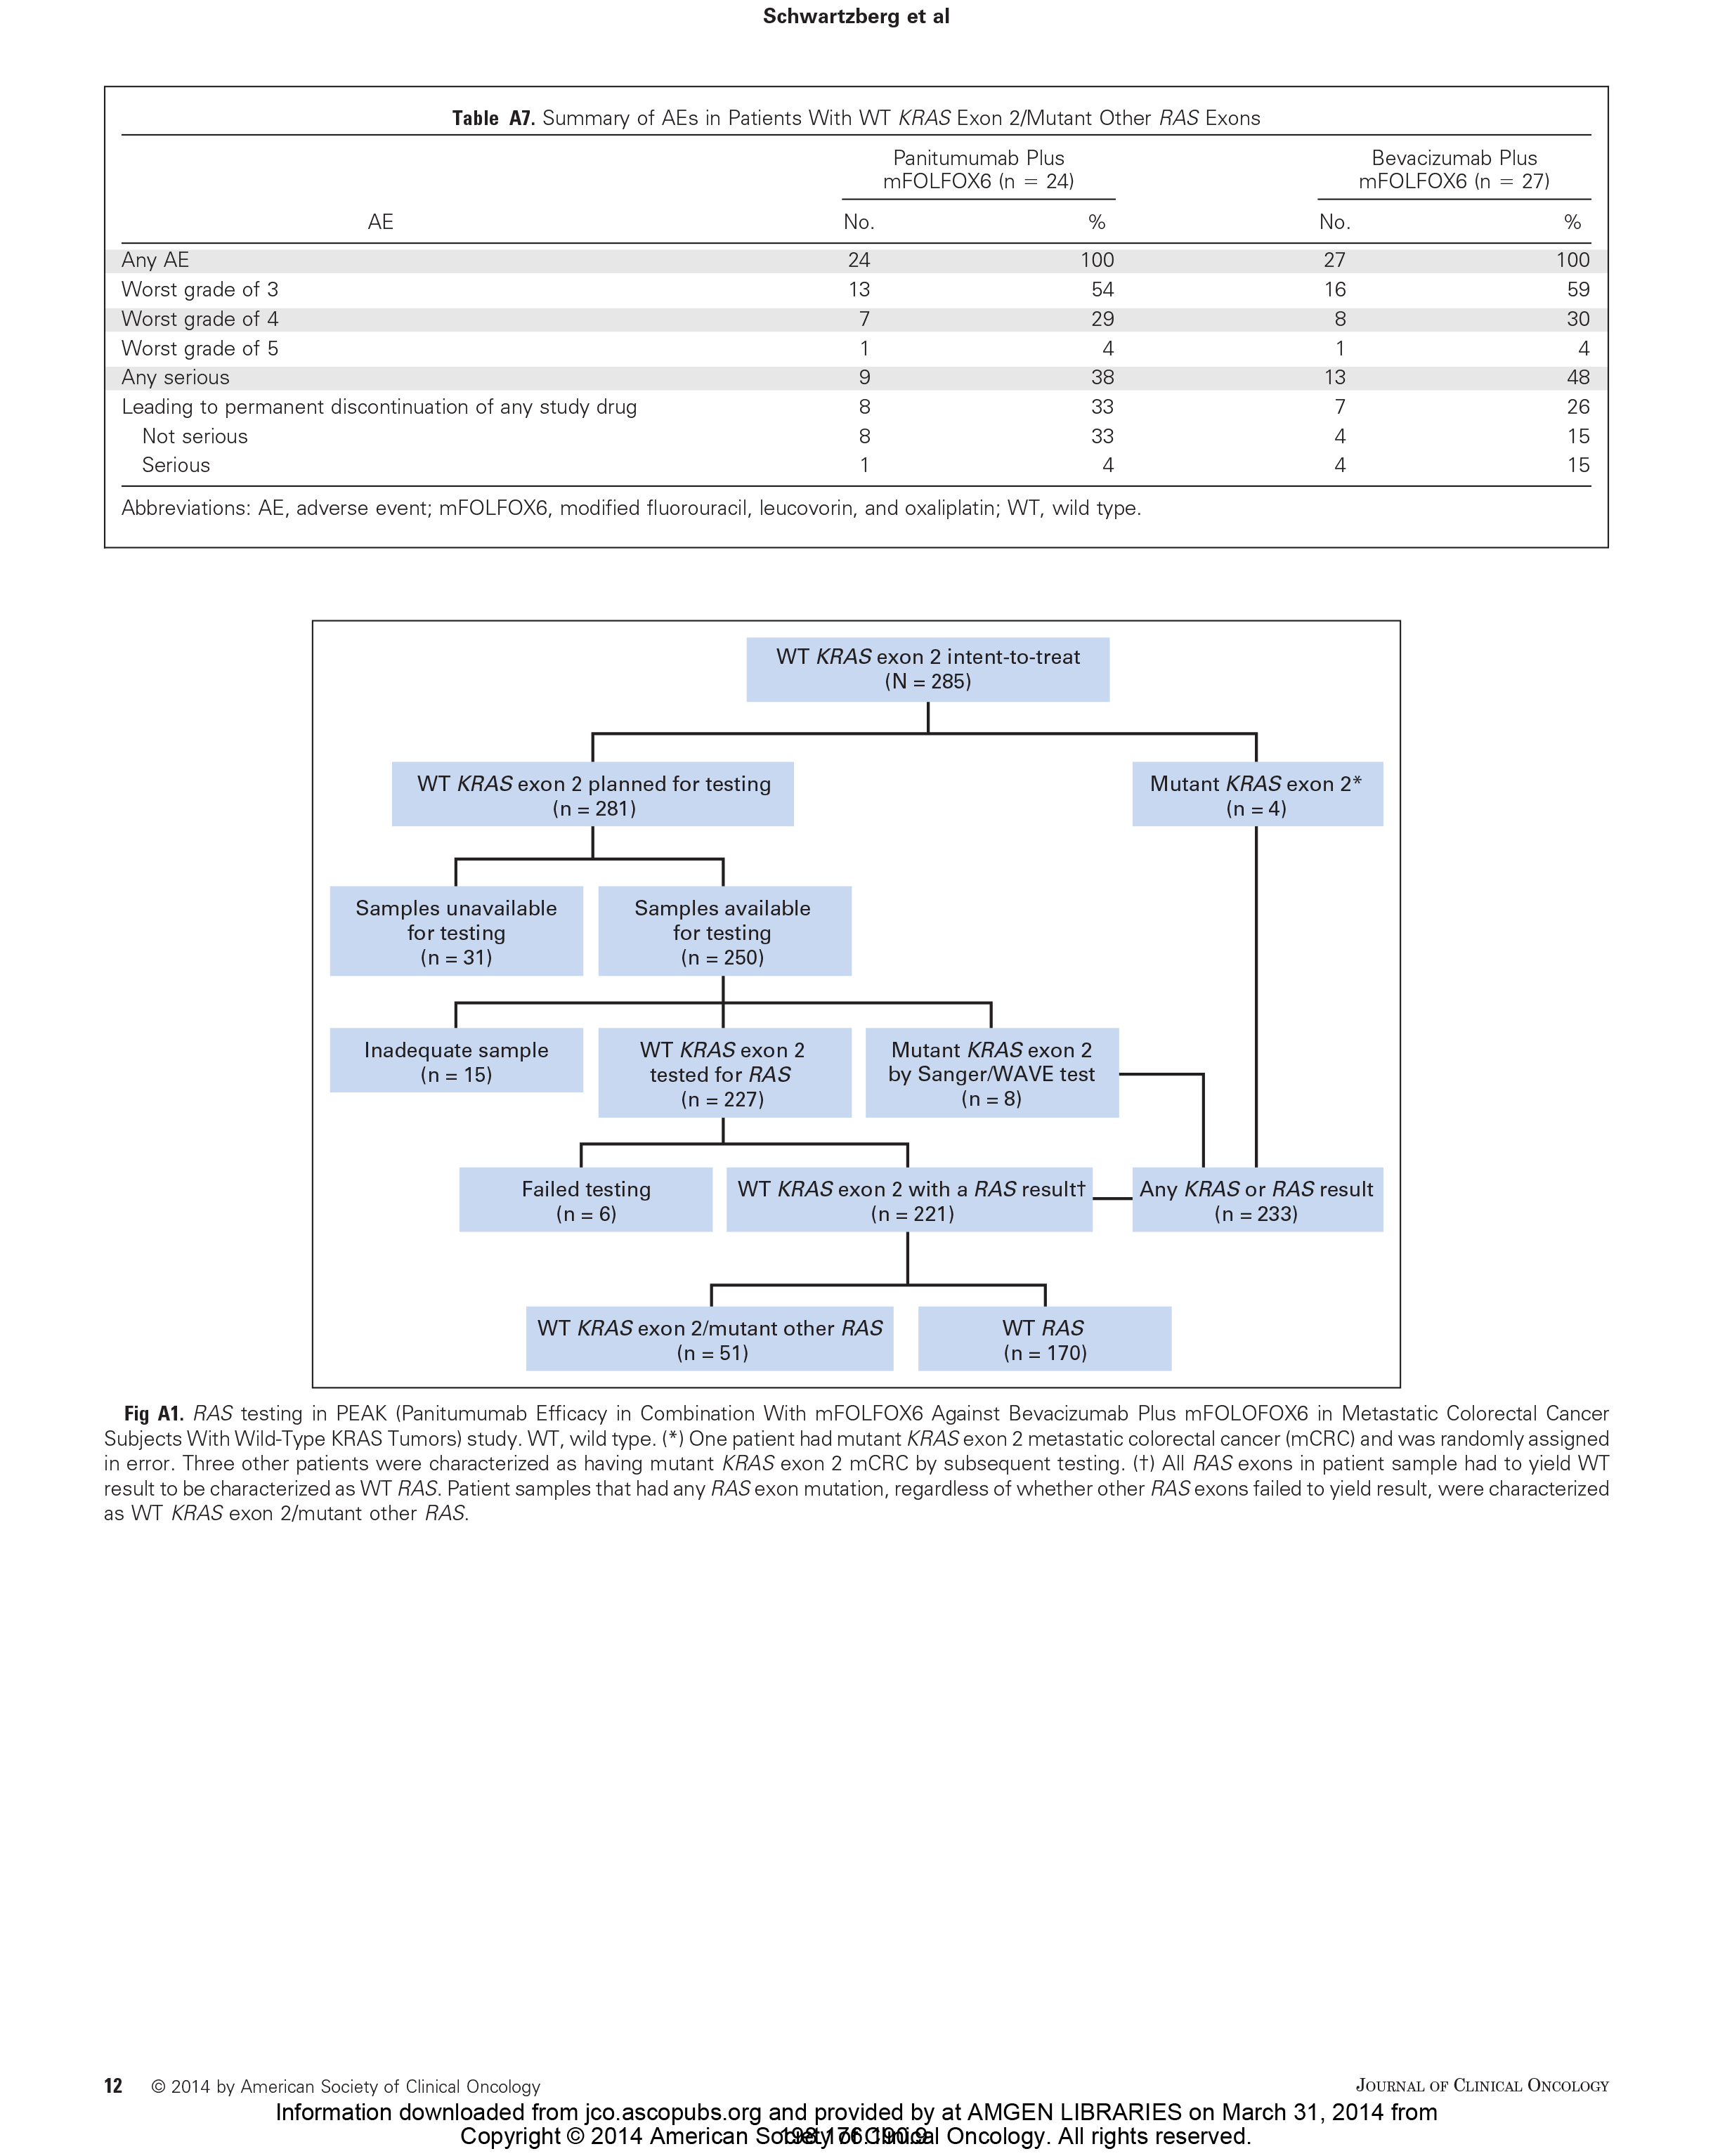 Schwartzberg et al
Table A7. Summary of AEs in Patients With WT KRAS Exon 2/Mutant Other RAS Exons
Panitumumab Plus mFOLFOX6 (n = 24)
Bevacizumab Plus mFOLFOX6 (n = 27)
AE No. % No. %
Any AE 24 100 27 100
Worst grade of 3 13 54 16 59
Worst grade of 4 7 29 8 30
Worst grade of 5 1 4 1 4
Any serious 9 38 13 48
Leading to permanent discontinuation of any study drug 8 33 7 26
Not serious 8 33 4 15
Serious 1 4 4 15
Abbreviations: AE, adverse event; mFOLFOX6, modified fluorouracil, leucovorin, and oxaliplatin; WT, wild type.
WT KRAS exon 2 intent-to-treat
(N = 285)
WT KRAS exon 2 planned for testing
(n = 281)
Mutant KRAS exon 2*
(n = 4)
Samples unavailable
for testing
(n = 31)
Samples available
for testing
(n = 250)
Inadequate sample
(n = 15)
WT KRAS exon 2
tested for RAS
(n = 227)
Mutant KRAS exon 2
by Sanger/WAVE test
(n = 8)
Failed testing
(n = 6)
WT KRAS exon 2 with a RAS result†
(n = 221)
Any KRAS or RAS result
(n = 233)
WT KRAS exon 2/mutant other RAS
(n = 51)
WT RAS
(n = 170)
Fig A1. RAS testing in PEAK (Panitumumab Efficacy in Combination With mFOLFOX6 Against Bevacizumab Plus mFOLOFOX6 in Metastatic Colorectal Cancer
Subjects With Wild-Type KRAS Tumors) study. WT, wild type. (*) One patient had mutant KRAS exon 2 metastatic colorectal cancer (mCRC) and was randomly assigned
in error. Three other patients were characterized as having mutant KRAS exon 2 mCRC by subsequent testing. (†) All RAS exons in patient sample had to yield WT
result to be characterized as WT RAS. Patient samples that had any RAS exon mutation, regardless of whether other RAS exons failed to yield result, were characterized
as WT KRAS exon 2/mutant other RAS.
12 © 2014 by American Society of Clinical Oncology
JOURNAL OF CLINICAL ONCOLOGY
Information downloaded from jco.ascopubs.org and provided by at AMGEN LIBRARIES on March 31, 2014 from
Copyright © 2014 American Society of Clinical Oncology. All rights reserved.
198.176.190.9